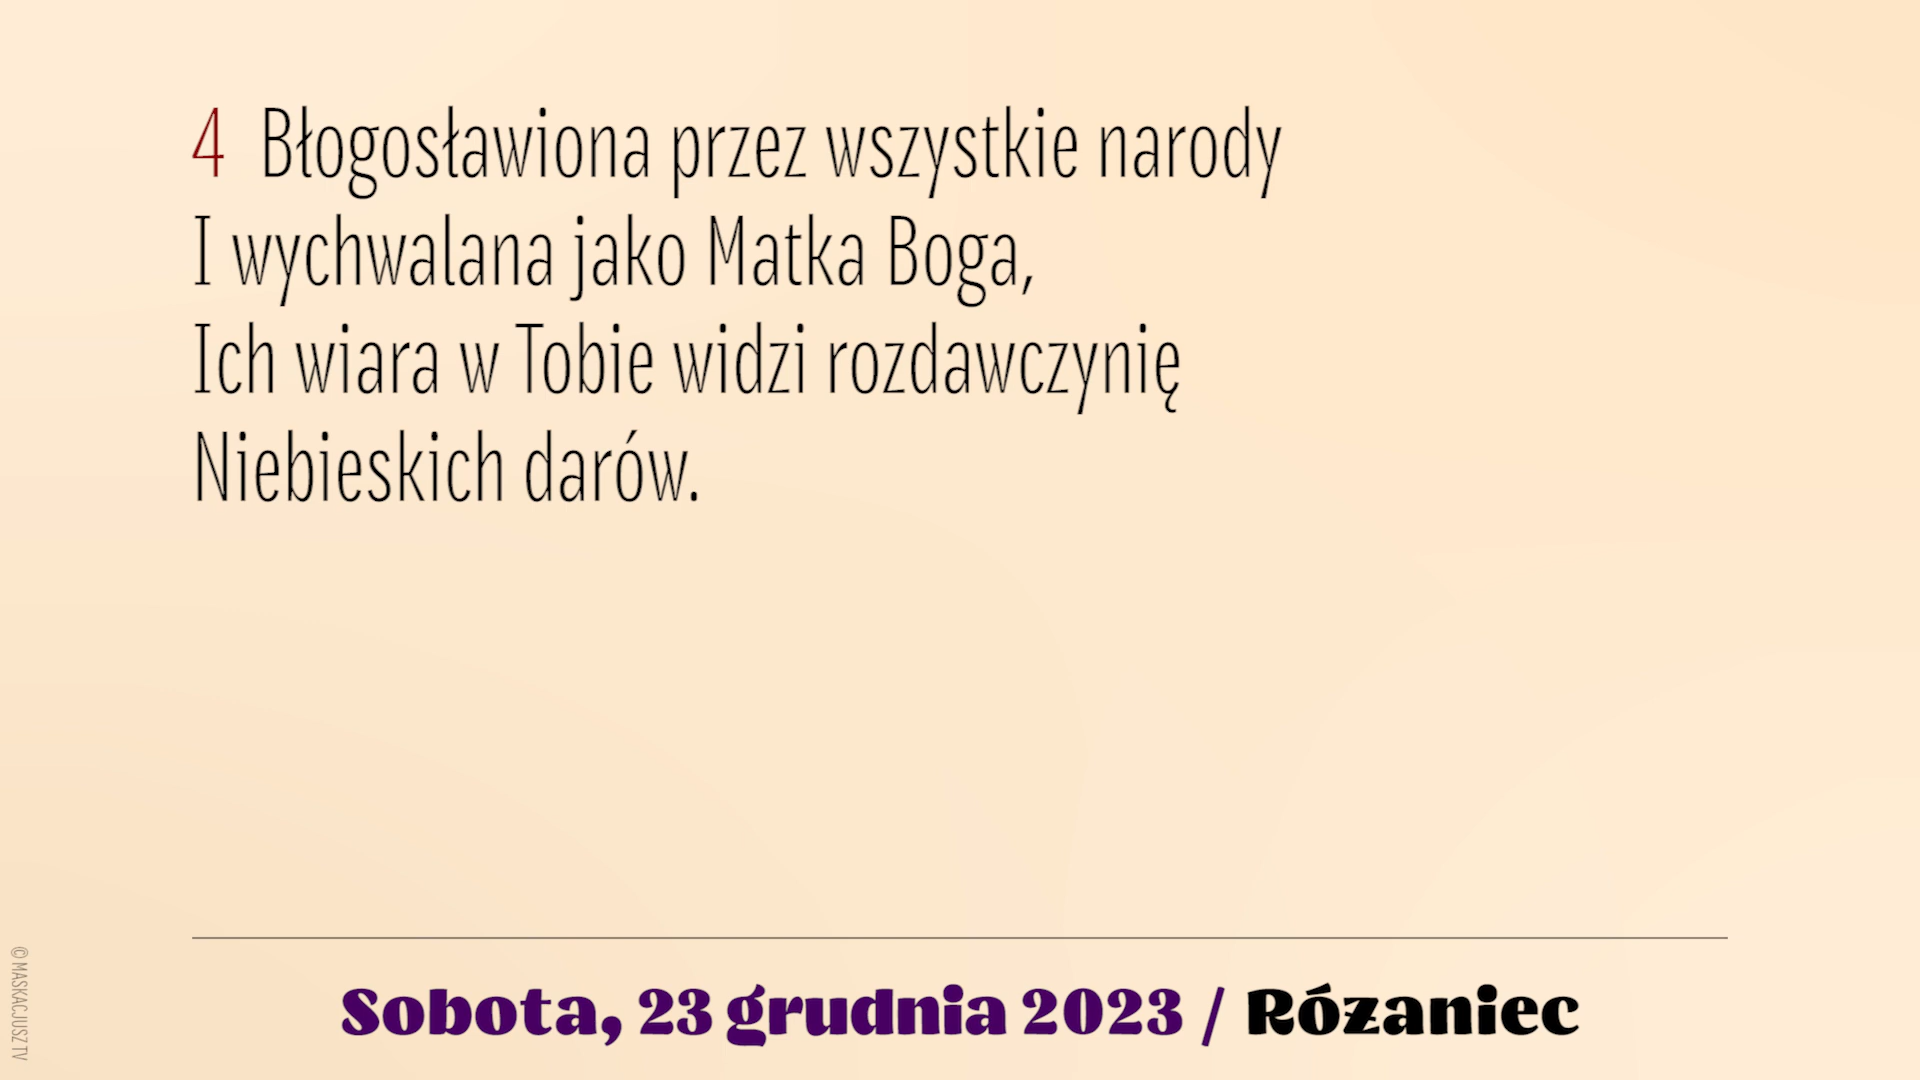 4 Błogosławiona przez wszystkie narody
I wychwalana jako Matka Boga,
Ich wiara w Tobie widzi rozdawczynię
Niebieskich darów.
Sobota, 23 grudnia 2023 / Różaniec
© MASKACJUSZ TV